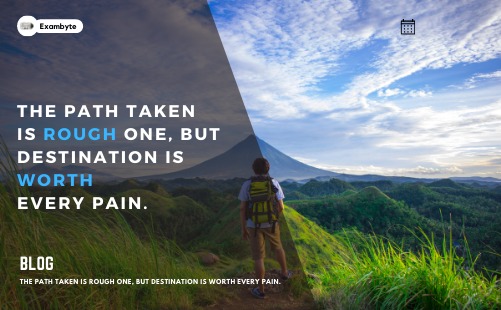 Exambyte
THE PATH TAKEN
IS ROUGH ONE, BUT
DESTINATION IS
WORTH
EVERY PAIN.
BLOG
THE PATH TAKEN IS ROUGH ONE, BUT DESTINATION IS WORTH EVERY PAIN.